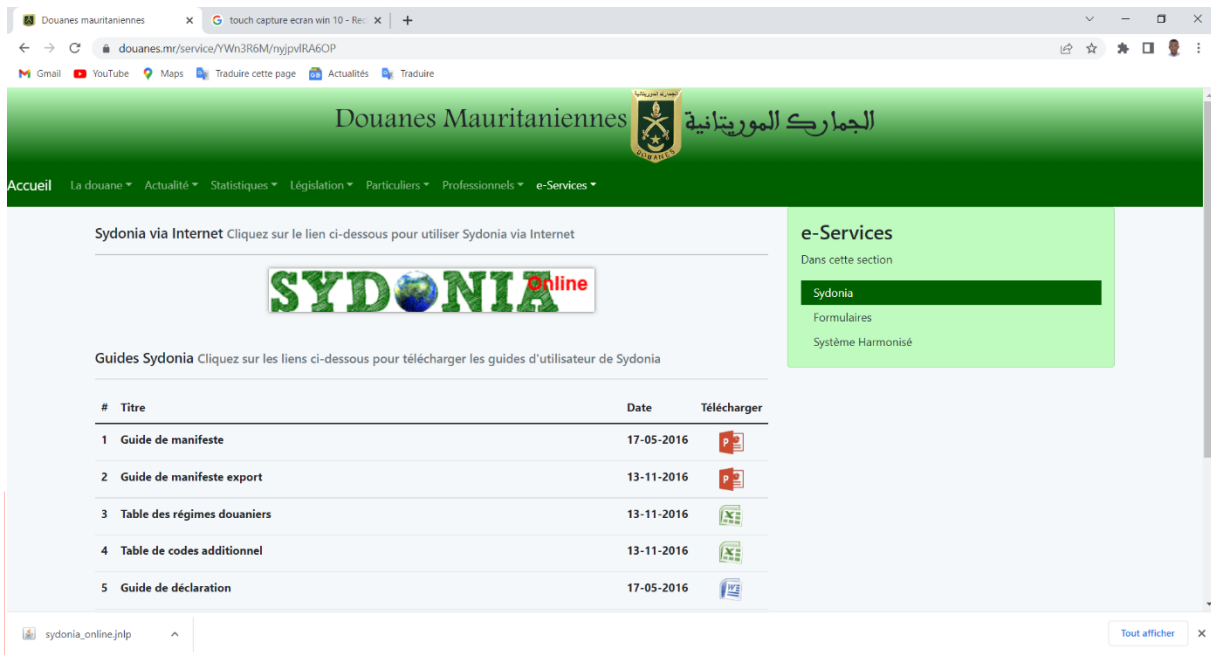 Douanes mauritaniennes
touch capture ecran win 10 - Rec
douanes.mr/service/YWn3R6M/nyjpvlRA6OP
Gmail YouTube Maps Traduire cette page Actualités Traduire
Douanes Mauritaniennes الجمارك الموريتانية
DOUANES
Accueil La douane Actualité Statistiques Législation Particuliers Professionnels e-Services
Sydonia via Internet Cliquez sur le lien ci-dessous pour utiliser Sydonia via Internet
SYDONIA Online
Guides Sydonia Cliquez sur les liens ci-dessous pour télécharger les guides d'utilisateur de Sydonia
# Titre Date Télécharger
1 Guide de manifeste 17-05-2016
2 Guide de manifeste export 13-11-2016
3 Table des régimes douaniers 13-11-2016
4 Table de codes additionnel 13-11-2016
5 Guide de déclaration 17-05-2016
e-Services
Dans cette section
Sydonia
Formulaires
Système Harmonisé
sydonia_online.jnlp
Tout afficher